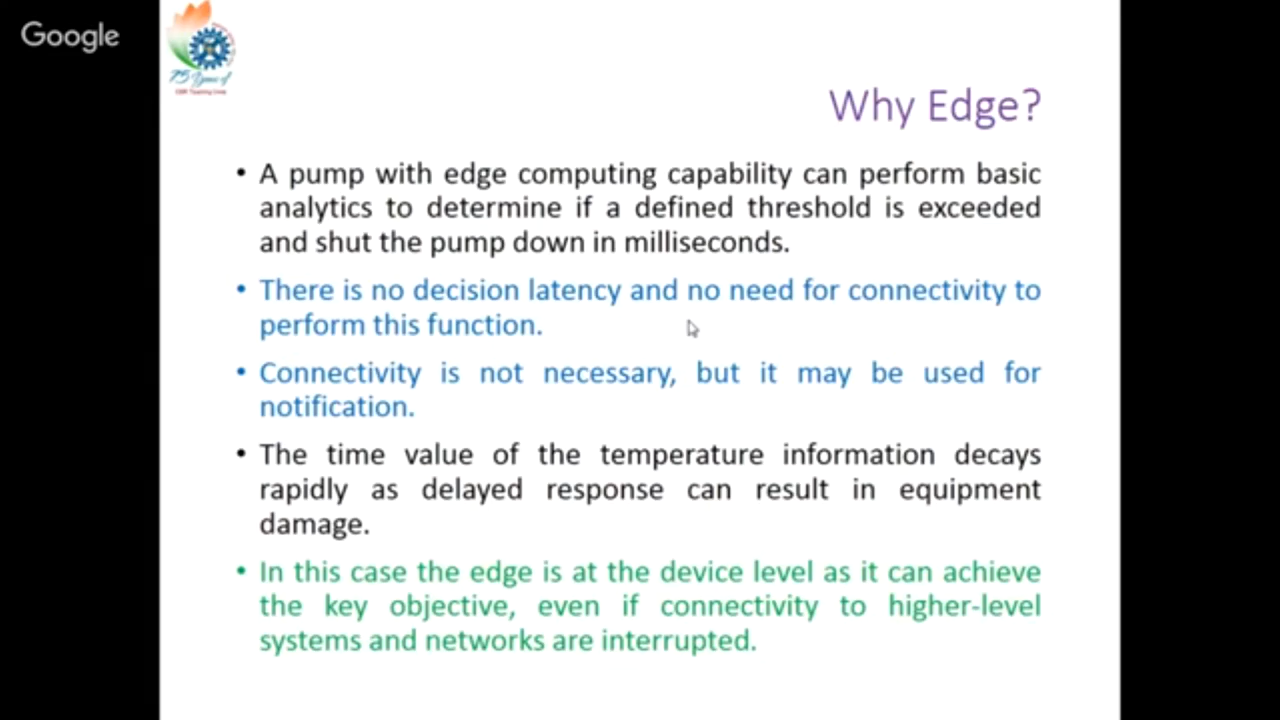 Google
75 Years of
Why Edge?
• A pump with edge computing capability can perform basic
analytics to determine if a defined threshold is exceeded
and shut the pump down in milliseconds.
• There is no decision latency and no need for connectivity to
perform this function.
• Connectivity is not necessary, but it may be used for
notification.
• The time value of the temperature information decays
rapidly as delayed response can result in equipment
damage.
• In this case the edge is at the device level as it can achieve
the key objective, even if connectivity to higher-level
systems and networks are interrupted.